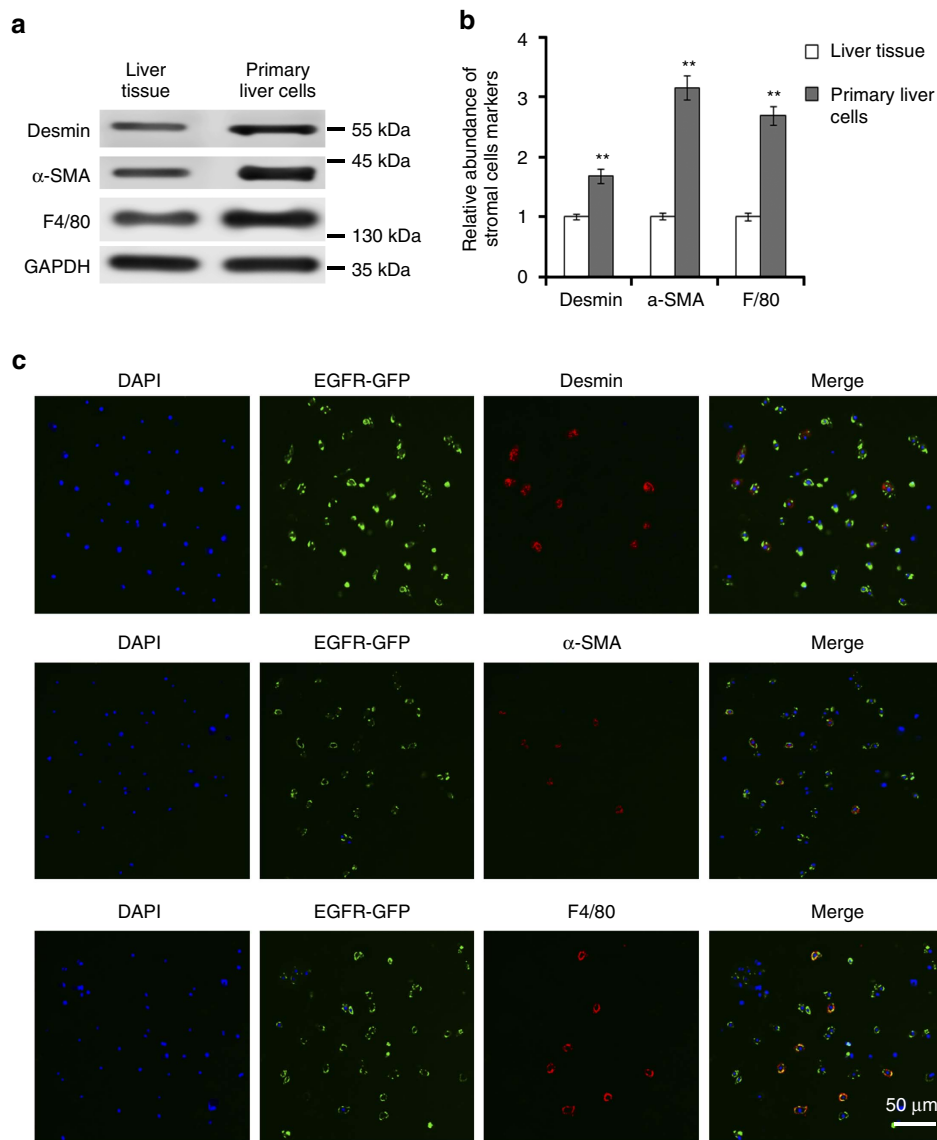 a
Liver tissue
Primary liver cells
Desmin
55 kDa
45 kDa
α-SMA
F4/80
130 kDa
GAPDH
35 kDa
b
Relative abundance of stromal cells markers
4
3
2
1
0
**
**
**
Desmin
a-SMA
F/80
Liver tissue
Primary liver cells
c
DAPI
EGFR-GFP
Desmin
Merge
DAPI
EGFR-GFP
α-SMA
Merge
DAPI
EGFR-GFP
F4/80
Merge
50 μm